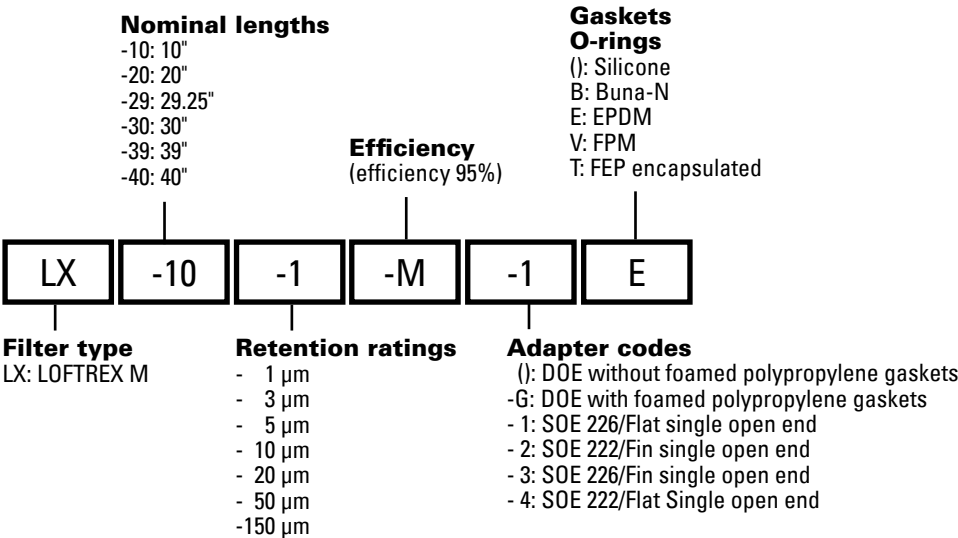 Nominal lengths
-10: 10"
-20: 20"
-29: 29.25"
-30: 30"
-39: 39"
-40: 40"
Efficiency
(efficiency 95%)
Gaskets
O-rings
(): Silicone
B: Buna-N
E: EPDM
V: FPM
T: FEP encapsulated
LX -10 -1 -M -1 E
Filter type
LX: LOFTREX M
Retention ratings
- 1 µm
- 3 µm
- 5 µm
- 10 µm
- 20 µm
- 50 µm
-150 µm
Adapter codes
(): DOE without foamed polypropylene gaskets
-G: DOE with foamed polypropylene gaskets
- 1: SOE 226/Flat single open end
- 2: SOE 222/Fin single open end
- 3: SOE 226/Fin single open end
- 4: SOE 222/Flat Single open end